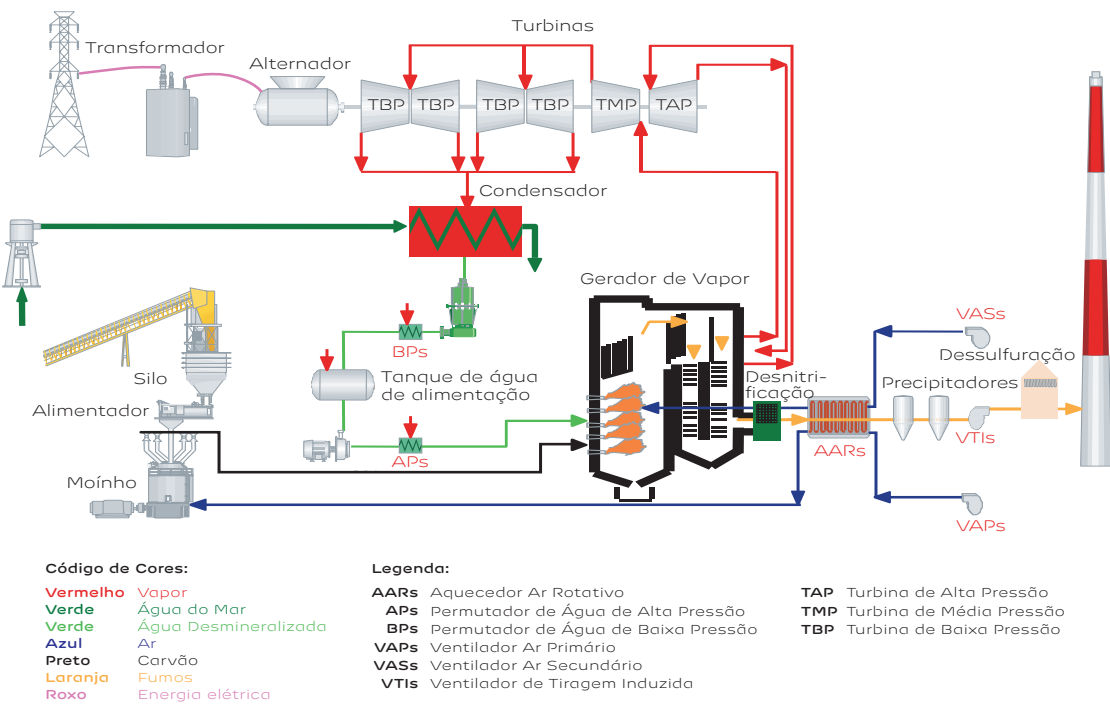 Turbinas
Transformador
Alternador
TBP
TBP
TBP
TBP
TMP
TAP
Condensador
Gerador de Vapor
VASs
Dessulfuração
BPs
Silo
Tanque de água
de alimentação
Desnitri-
ficação
Precipitadores
Alimentador
VTIs
AARs
APs
Moínho
VAPs
Código de Cores:
Vermelho Vapor
Verde Água do Mar
Verde Água Desmineralizada
Azul Ar
Preto Carvão
Laranja Fumos
Roxo Energia elétrica
Legenda:
AARs Aquecedor Ar Rotativo
APs Permutador de Água de Alta Pressão
BPs Permutador de Água de Baixa Pressão
VAPs Ventilador Ar Primário
VASs Ventilador Ar Secundário
VTIs Ventilador de Tiragem Induzida
TAP Turbina de Alta Pressão
TMP Turbina de Média Pressão
TBP Turbina de Baixa Pressão